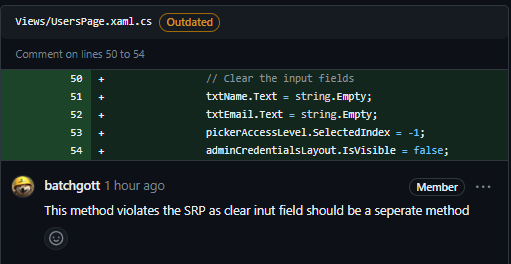 Views/UsersPage.xaml.cs Outdated
Comment on lines 50 to 54
50 + // Clear the input fields
51 + txtName.Text = string.Empty;
52 + txtEmail.Text = string.Empty;
53 + pickerAccessLevel.SelectedIndex = -1;
54 + adminCredentialsLayout.IsVisible = false;
batchgott 1 hour ago Member ...
This method violates the SRP as clear inut field should be a seperate method